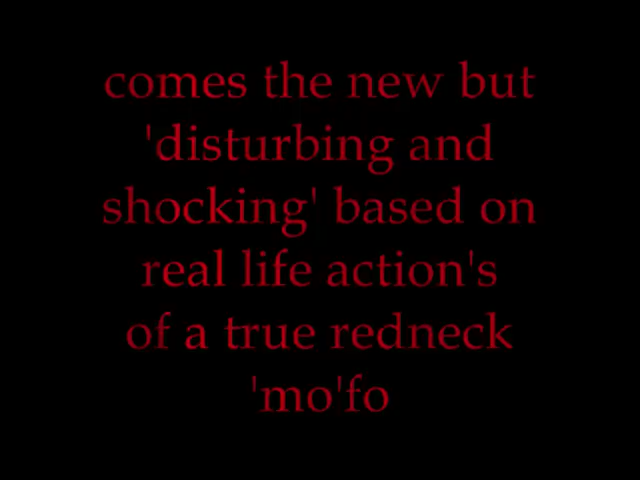 comes the new but
'disturbing and
shocking' based on
real life action's
of a true redneck
'mo'fo